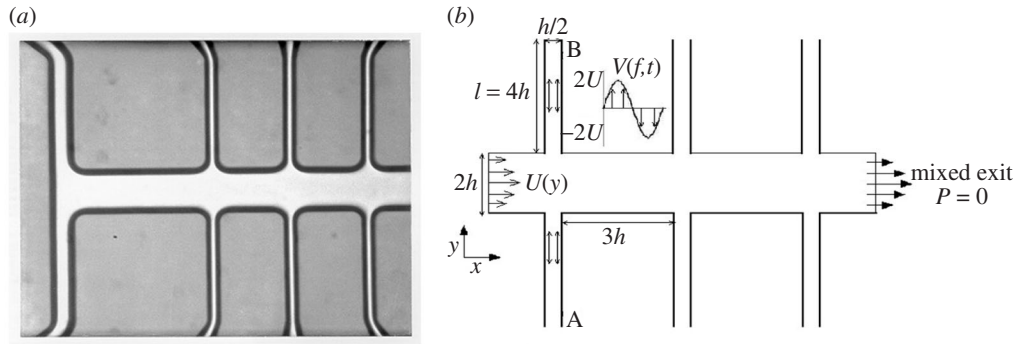 (a)
(b)
h/2
B
l = 4h
V(f,t)
2U
–2U
2h
U(y)
mixed exit
P = 0
3h
y
x
A